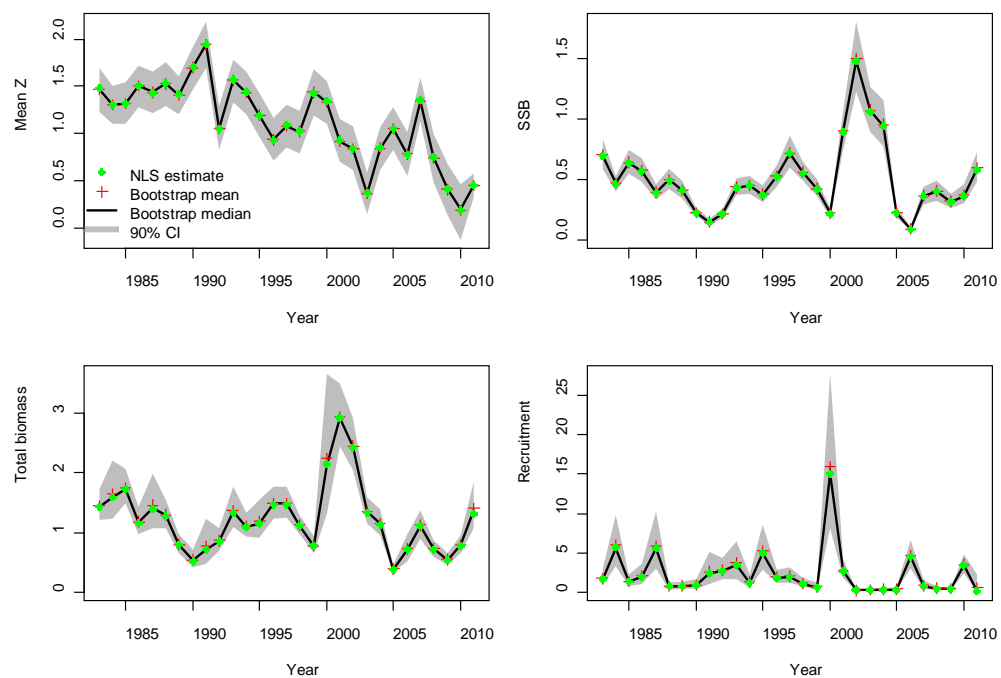 Mean Z
0.0 0.5 1.0 1.5 2.0
NLS estimate
Bootstrap mean
Bootstrap median
90% CI
1985 1990 1995 2000 2005 2010
Year
SSB
0.0 0.5 1.0 1.5
1985 1990 1995 2000 2005 2010
Year
Total biomass
0 1 2 3
1985 1990 1995 2000 2005 2010
Year
Recruitment
0 5 10 15 20 25
1985 1990 1995 2000 2005 2010
Year